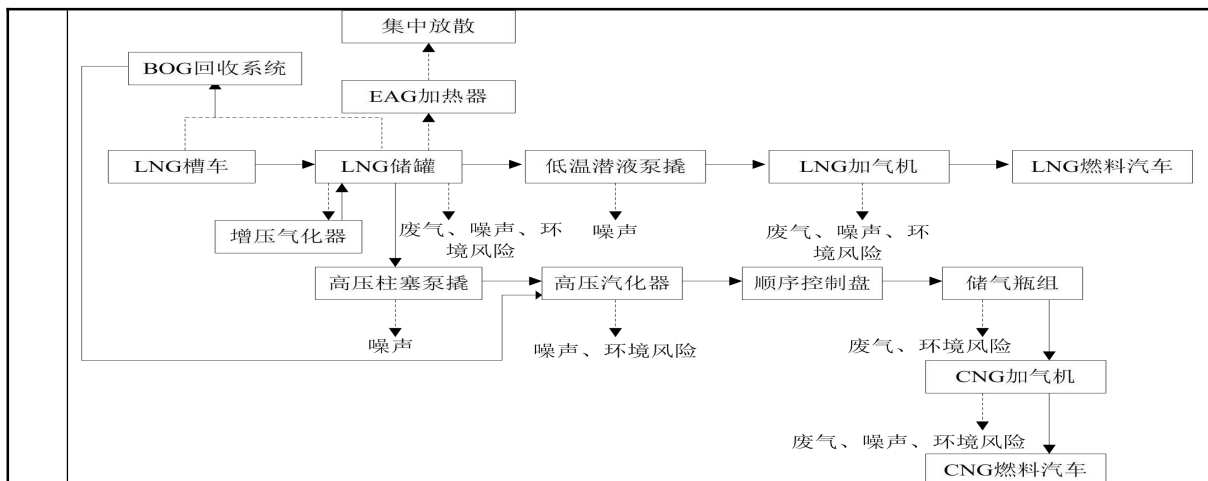 集中放散
BOG回收系统
EAG加热器
LNG槽车
LNG储罐
低温潜液泵撬
LNG加气机
LNG燃料汽车
增压气化器
废气、噪声、环
境风险
噪声
废气、噪声、环
境风险
高压柱塞泵撬
高压汽化器
顺序控制盘
储气瓶组
噪声
噪声、环境风险
废气、环境风险
CNG加气机
废气、噪声、环境风险
CNG燃料汽车